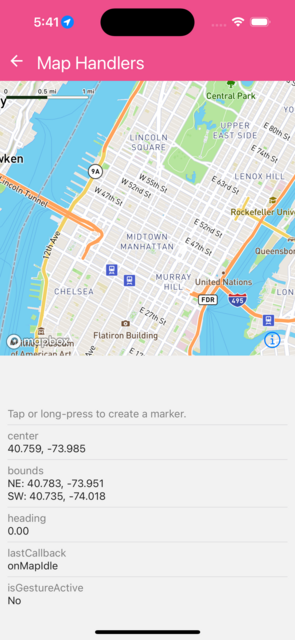 5:41
Map Handlers
0
0.5 mi
1 mi
Central Park
UPPER
EAST SIDE
E 80th St
E 74th St
LINCOLN
SQUARE
LENOX HILL
9A
W 55th St
W 52nd St
W 47th St
E 63rd St
Rockefeller Univ
Lincoln Tunnel
12th Ave
MIDTOWN
MANHATTAN
E 52nd St
E 47th St
Queensbo
CHELSEA
MURRAY
HILL
United Nations
FDR
495
E 27th St
Flatiron Building
mapbox
of American Art
Tap or long-press to create a marker.
center
40.759, -73.985
bounds
NE: 40.783, -73.951
SW: 40.735, -74.018
heading
0.00
lastCallback
onMapIdle
isGestureActive
No